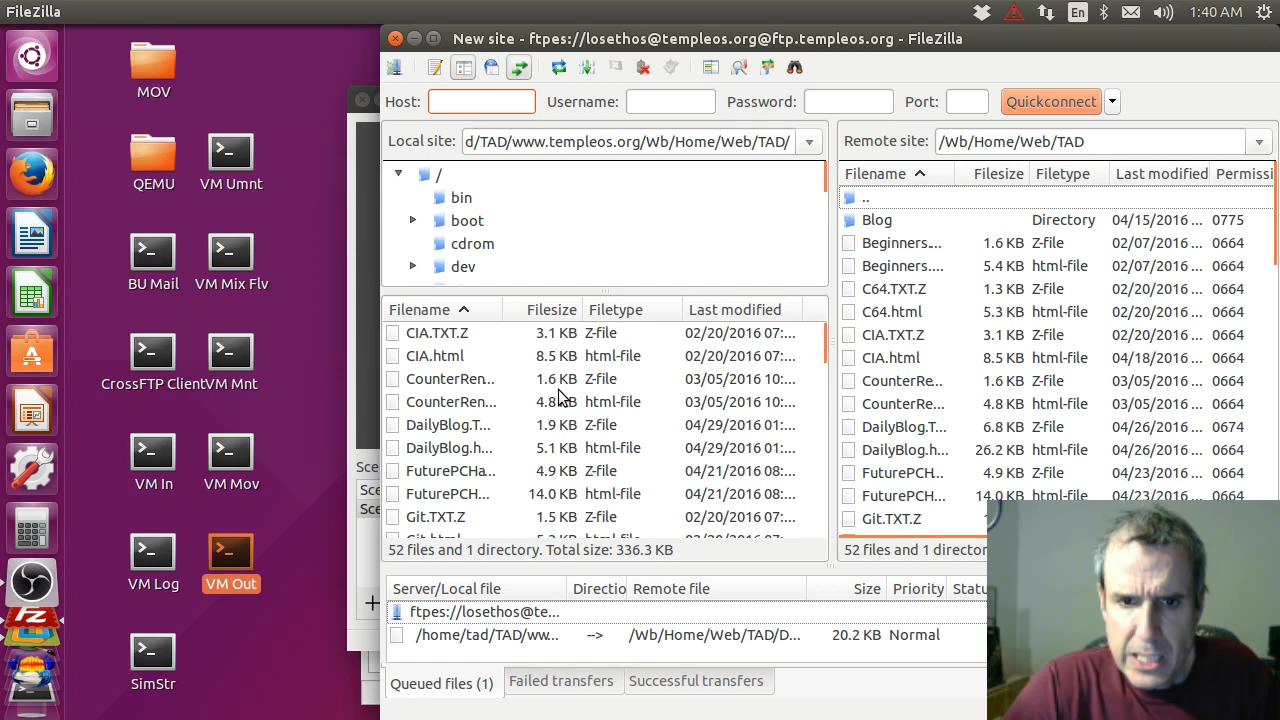 FileZilla
En
1:40 AM
New site - ftpes://losethos@templeos.org@ftp.templeos.org - FileZilla
Host:
Username:
Password:
Port:
Quickconnect
Local site: d/TAD/www.templeos.org/Wb/Home/Web/TAD/
/
bin
boot
cdrom
dev
Filename Filesize Filetype Last modified
CIA.TXT.Z 3.1 KB Z-file 02/20/2016 07:...
CIA.html 8.5 KB html-file 02/20/2016 07:...
CounterRen... 1.6 KB Z-file 03/05/2016 10:...
CounterRen... 4.8 KB html-file 03/05/2016 10:...
DailyBlog.T... 1.9 KB Z-file 04/29/2016 01:...
DailyBlog.h... 5.1 KB html-file 04/29/2016 01:...
FuturePCHa... 4.9 KB Z-file 04/21/2016 08:...
FuturePCH... 14.0 KB html-file 04/21/2016 08:...
Git.TXT.Z 1.5 KB Z-file 02/20/2016 07:...
52 files and 1 directory. Total size: 336.3 KB
Remote site: /Wb/Home/Web/TAD
Filename Filesize Filetype Last modified Permissi
..
Blog Directory 04/15/2016 ... 0775
Beginners.... 1.6 KB Z-file 02/07/2016 ... 0664
Beginners.... 5.4 KB html-file 02/07/2016 ... 0664
C64.TXT.Z 1.3 KB Z-file 02/07/2016 ... 0664
C64.html 5.3 KB html-file 02/07/2016 ... 0664
CIA.TXT.Z 3.1 KB Z-file 02/20/2016 ... 0664
CIA.html 8.5 KB html-file 04/18/2016 ... 0664
CounterRe... 1.6 KB Z-file 03/05/2016 ... 0664
CounterRe... 4.8 KB html-file 03/05/2016 ... 0664
DailyBlog.T... 6.8 KB Z-file 04/26/2016 ... 0674
DailyBlog.h... 26.2 KB html-file 04/26/2016 ... 0664
FuturePCH... 4.9 KB Z-file 04/23/2016 ... 0664
FuturePCH... 14.0 KB html-file 04/23/2016 ... 0664
Git.TXT.Z
52 files and 1 director
Server/Local file Directio Remote file Size Priority Statu
ftpes://losethos@te...
/home/tad/TAD/ww... --> /Wb/Home/Web/TAD/D... 20.2 KB Normal
Queued files (1) Failed transfers Successful transfers
MOV
QEMU VM Umnt
BU Mail VM Mix Flv
CrossFTP Client VM Mnt
VM In VM Mov
VM Log VM Out
SimStr
Sce
Sce
Sce